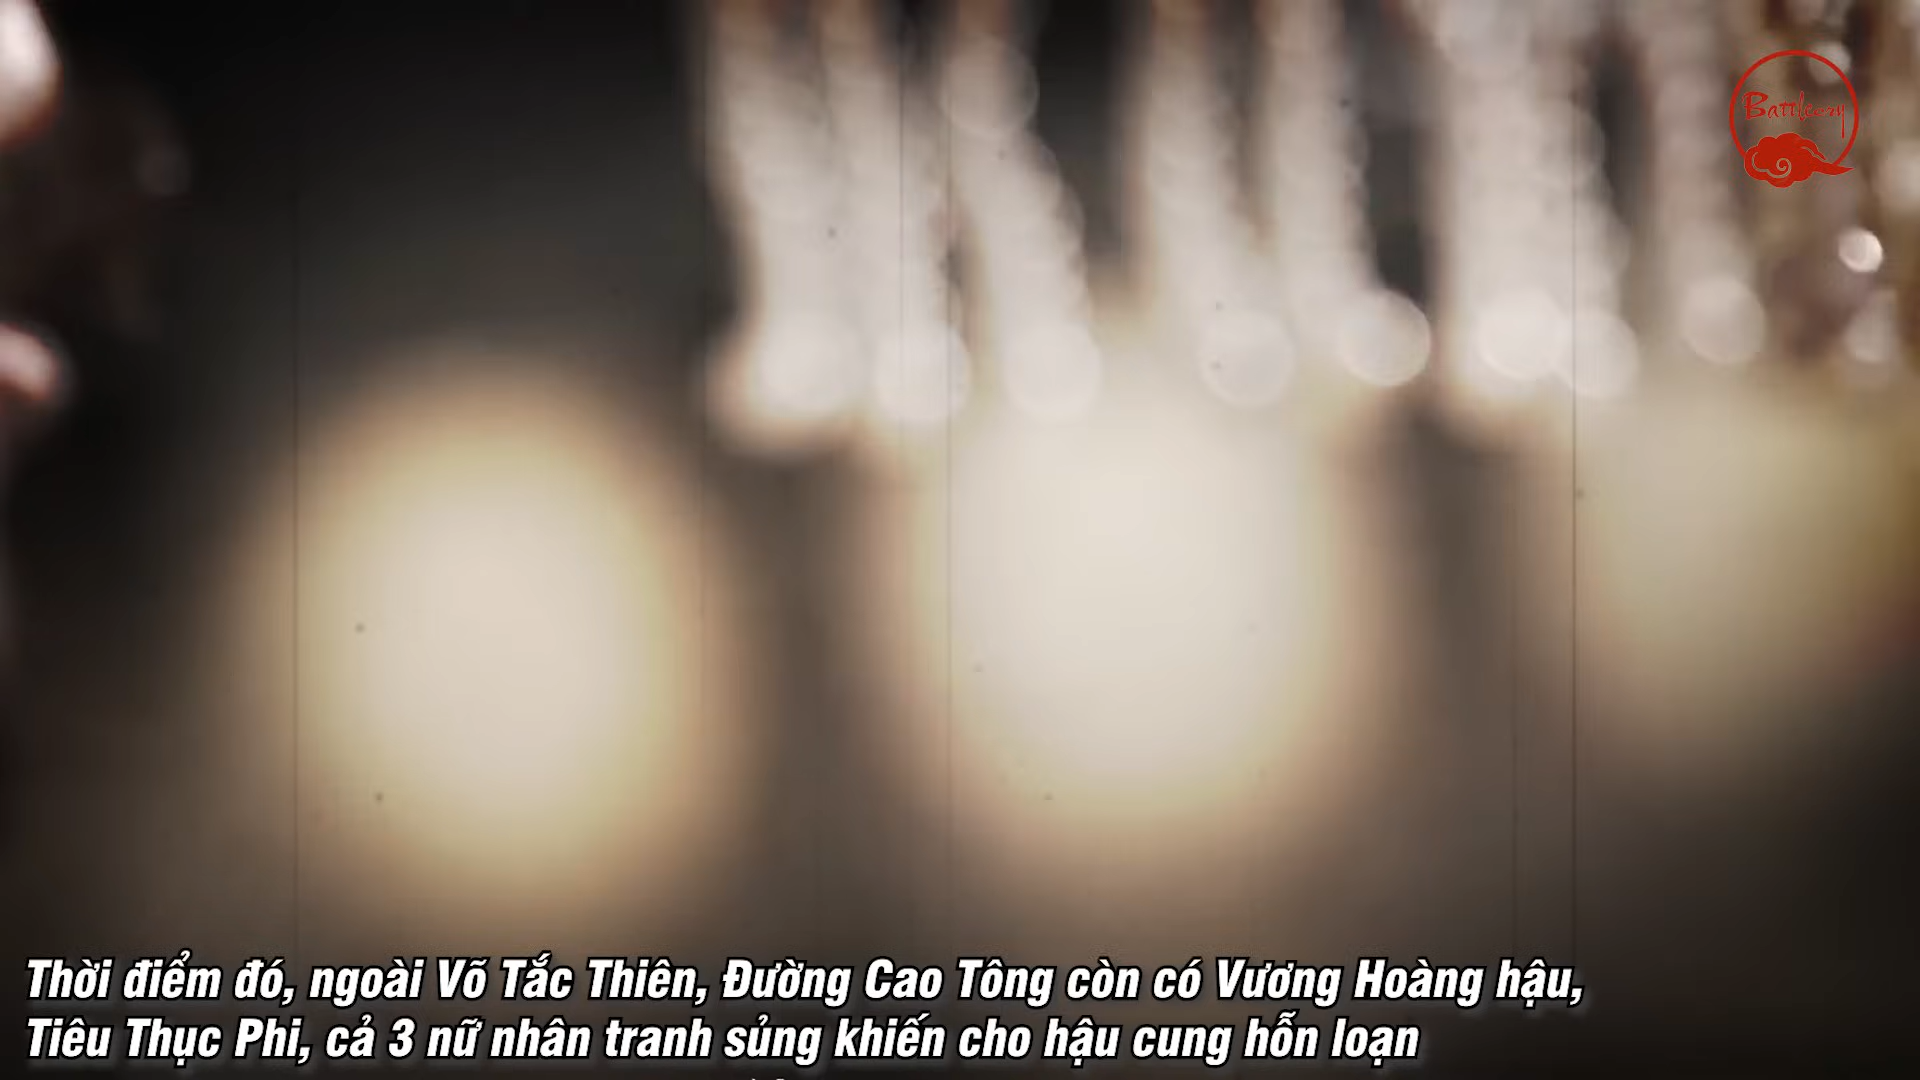 Battlecry
Thời điểm đó, ngoài Võ Tắc Thiên, Đường Cao Tông còn có Vương Hoàng hậu,
Tiêu Thục Phi, cả 3 nữ nhân tranh sủng khiến cho hậu cung hỗn loạn